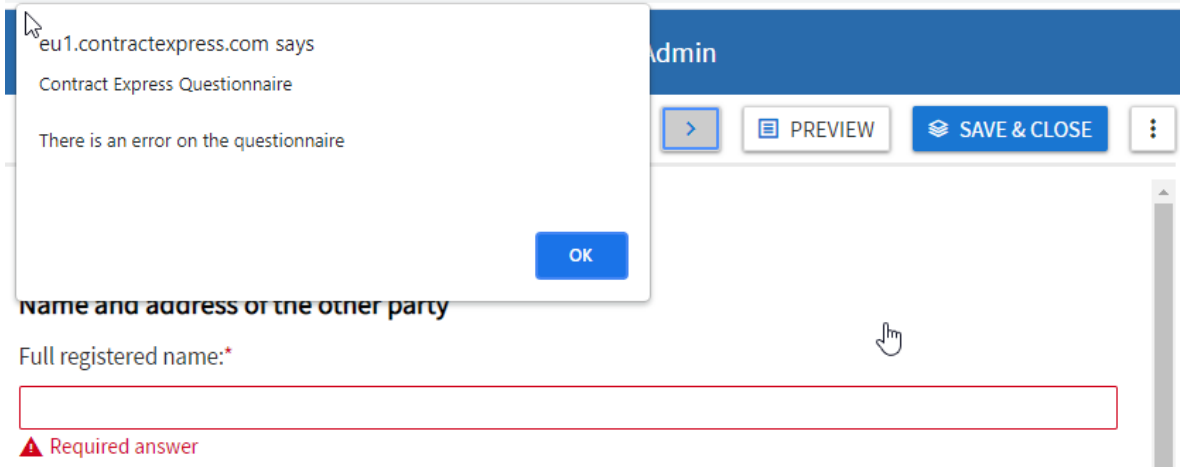 eu1.contractexpress.com says
Contract Express Questionnaire
There is an error on the questionnaire
OK
Admin
PREVIEW
SAVE & CLOSE
Name and address of the other party
Full registered name:*
Required answer